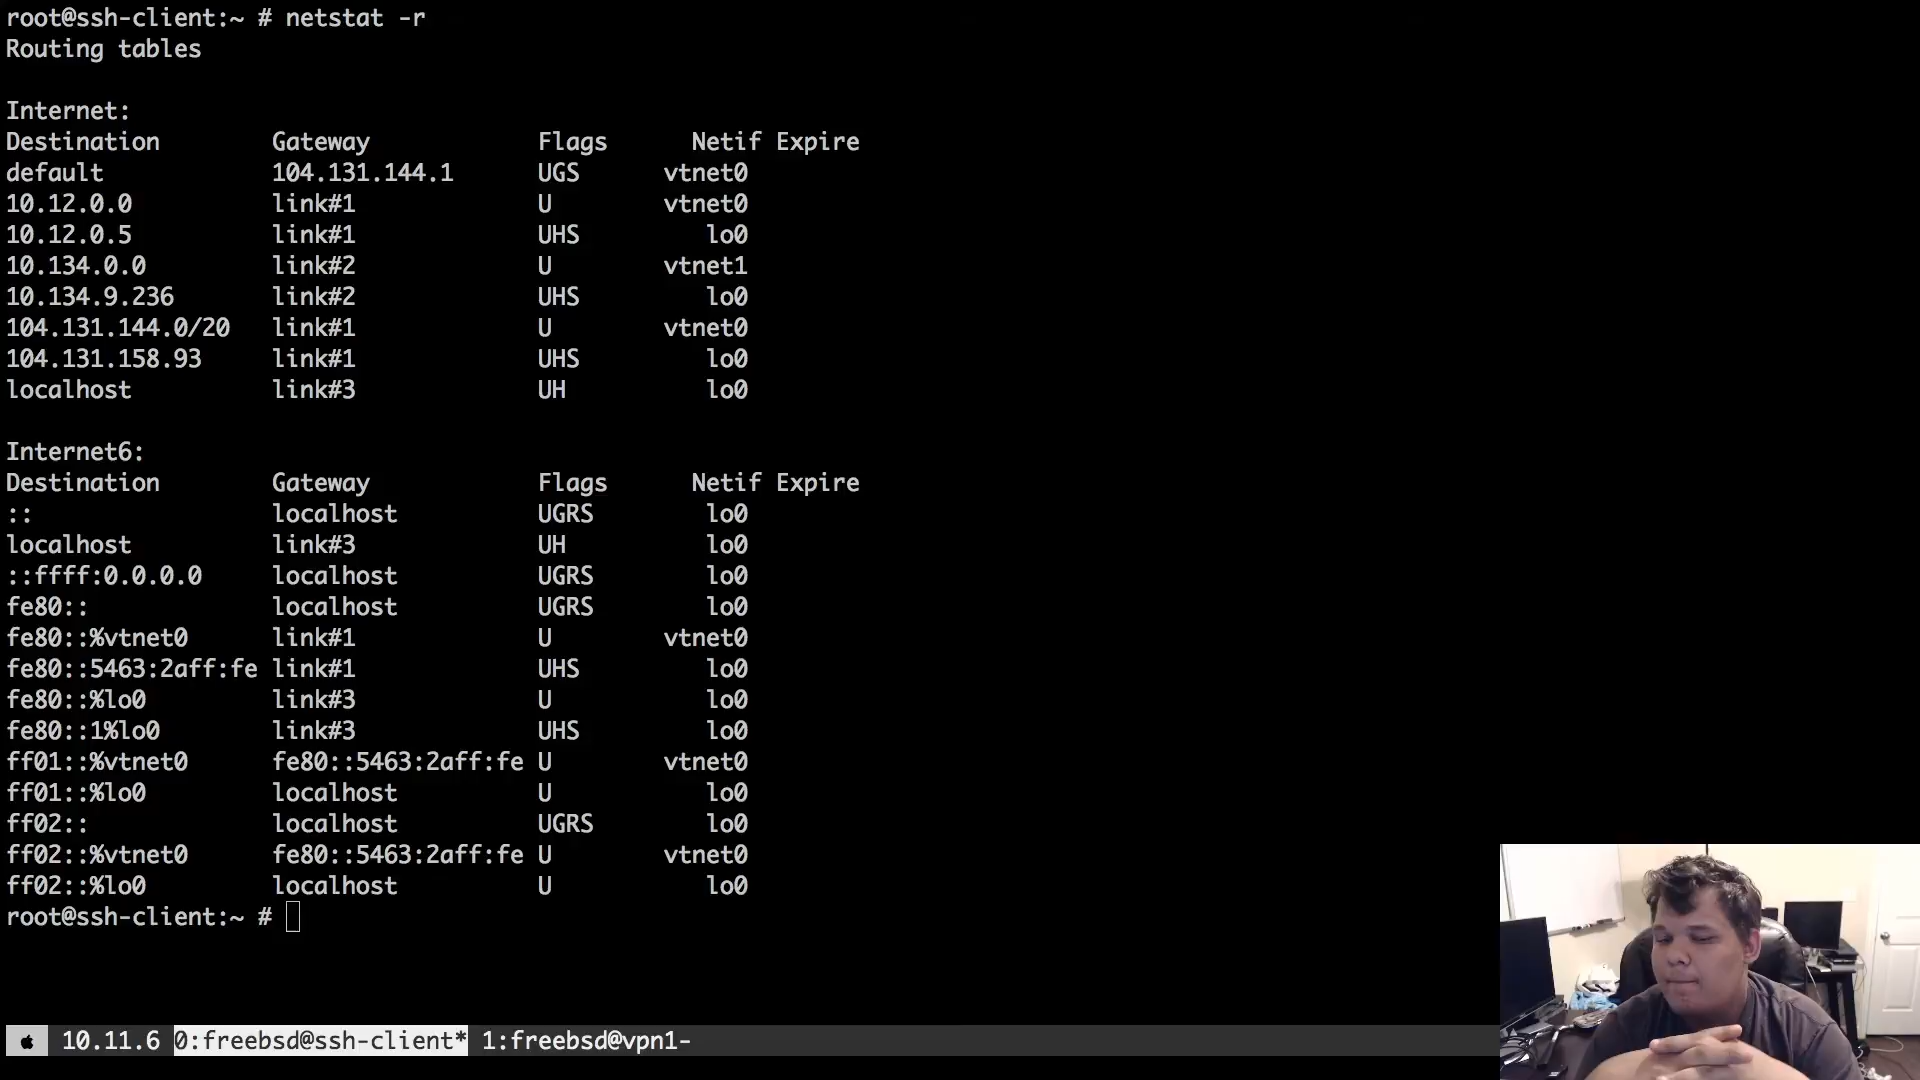 root@ssh-client:~ # netstat -r
Routing tables
Internet:
Destination Gateway Flags Netif Expire
default 104.131.144.1 UGS vtnet0
10.12.0.0 link#1 U vtnet0
10.12.0.5 link#1 UHS lo0
10.134.0.0 link#2 U vtnet1
10.134.9.236 link#2 UHS lo0
104.131.144.0/20 link#1 U vtnet0
104.131.158.93 link#1 UHS lo0
localhost link#3 UH lo0
Internet6:
Destination Gateway Flags Netif Expire
:: localhost UGRS lo0
localhost link#3 UH lo0
::ffff:0.0.0.0 localhost UGRS lo0
fe80:: localhost UGRS lo0
fe80::%vtnet0 link#1 U vtnet0
fe80::5463:2aff:fe link#1 UHS lo0
fe80::%lo0 link#3 U lo0
fe80::1%lo0 link#3 UHS lo0
ff01::%vtnet0 fe80::5463:2aff:fe U vtnet0
ff01::%lo0 localhost U lo0
ff02:: localhost UGRS lo0
ff02::%vtnet0 fe80::5463:2aff:fe U vtnet0
ff02::%lo0 localhost U lo0
root@ssh-client:~ #
10.11.6 0:freebsd@ssh-client* 1:freebsd@vpn1-